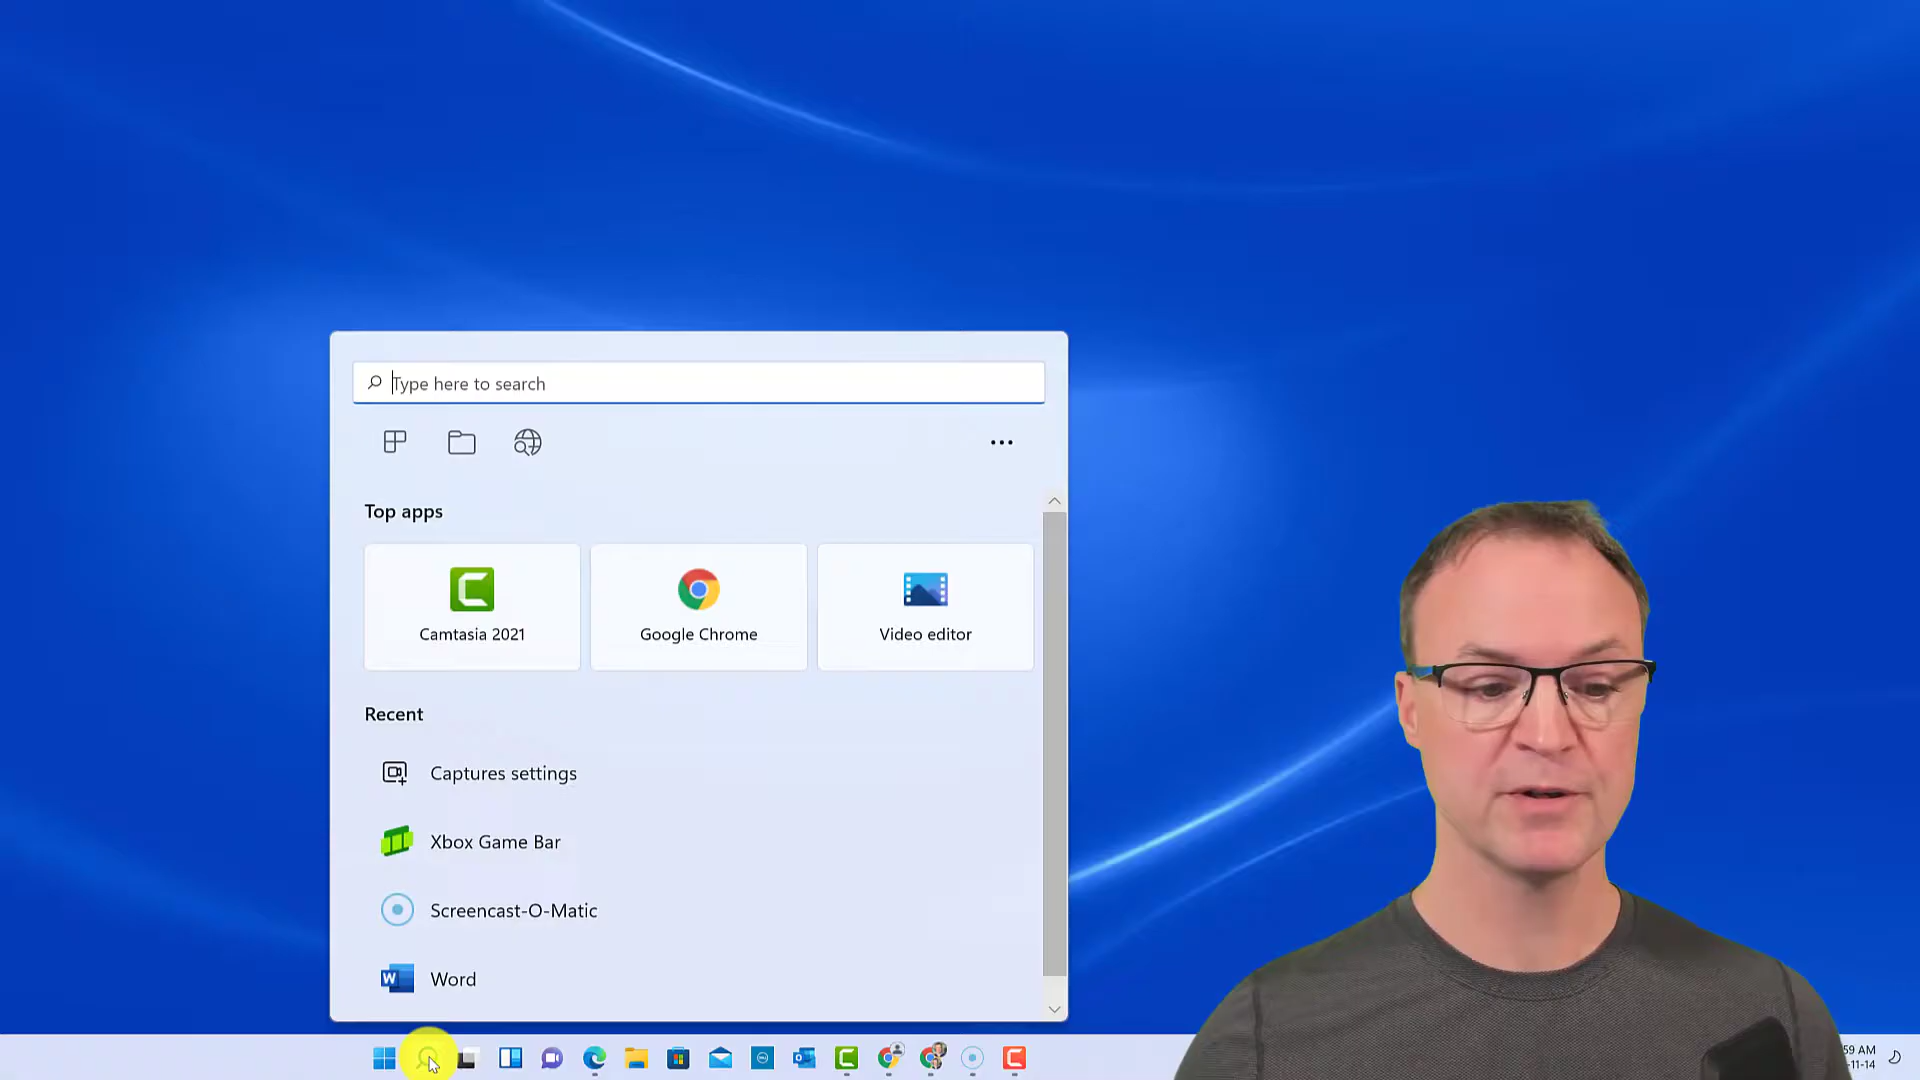 Type here to search
Top apps
Camtasia 2021
Google Chrome
Video editor
Recent
Captures settings
Xbox Game Bar
Screencast-O-Matic
Word
59 AM
-11-14